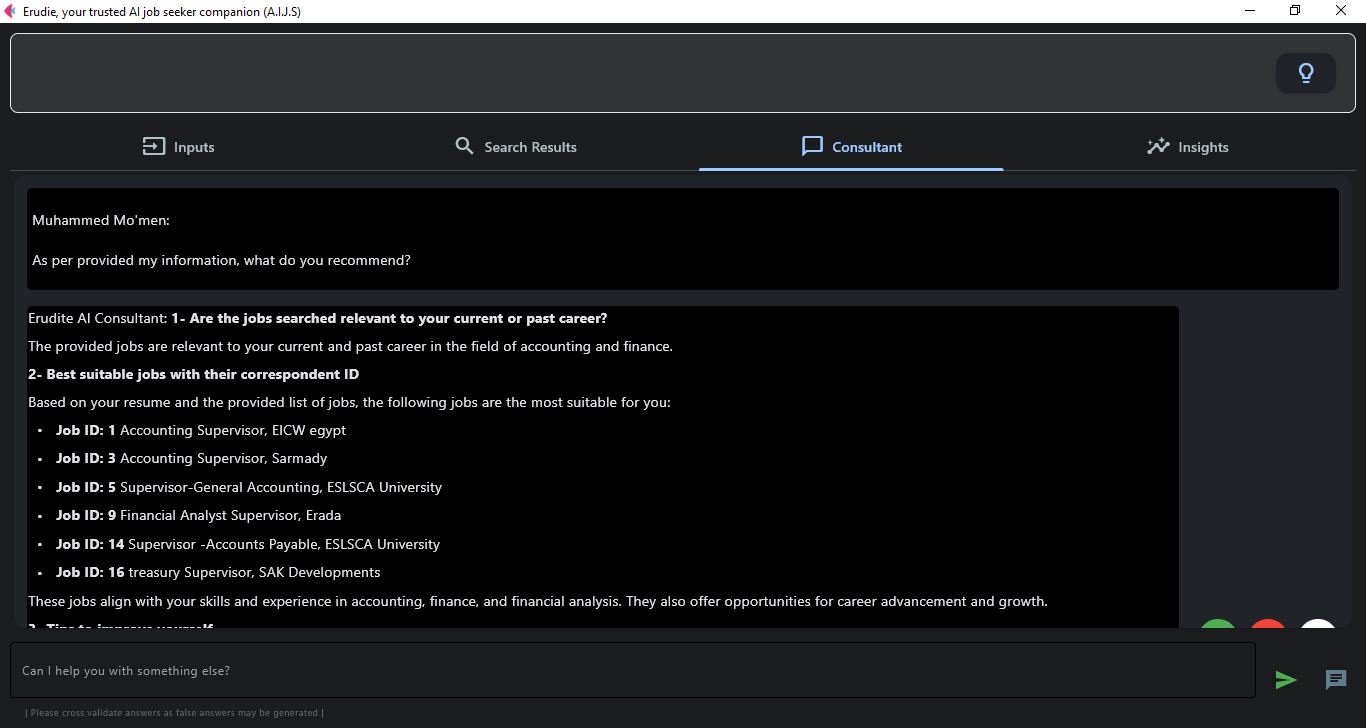 Erudie, your trusted AI job seeker companion (A.I.J.S)
Inputs
Search Results
Consultant
Insights
Muhammed Mo'men:
As per provided my information, what do you recommend?
Erudite AI Consultant: 1- Are the jobs searched relevant to your current or past career?
The provided jobs are relevant to your current and past career in the field of accounting and finance.
2- Best suitable jobs with their correspondent ID
Based on your resume and the provided list of jobs, the following jobs are the most suitable for you:
• Job ID: 1 Accounting Supervisor, EICW egypt
• Job ID: 3 Accounting Supervisor, Sarmady
• Job ID: 5 Supervisor-General Accounting, ESLSCA University
• Job ID: 9 Financial Analyst Supervisor, Erada
• Job ID: 14 Supervisor -Accounts Payable, ESLSCA University
• Job ID: 16 treasury Supervisor, SAK Developments
These jobs align with your skills and experience in accounting, finance, and financial analysis. They also offer opportunities for career advancement and growth.
3- Tips to improve yourself
Can I help you with something else?
| Please cross validate answers as false answers may be generated |